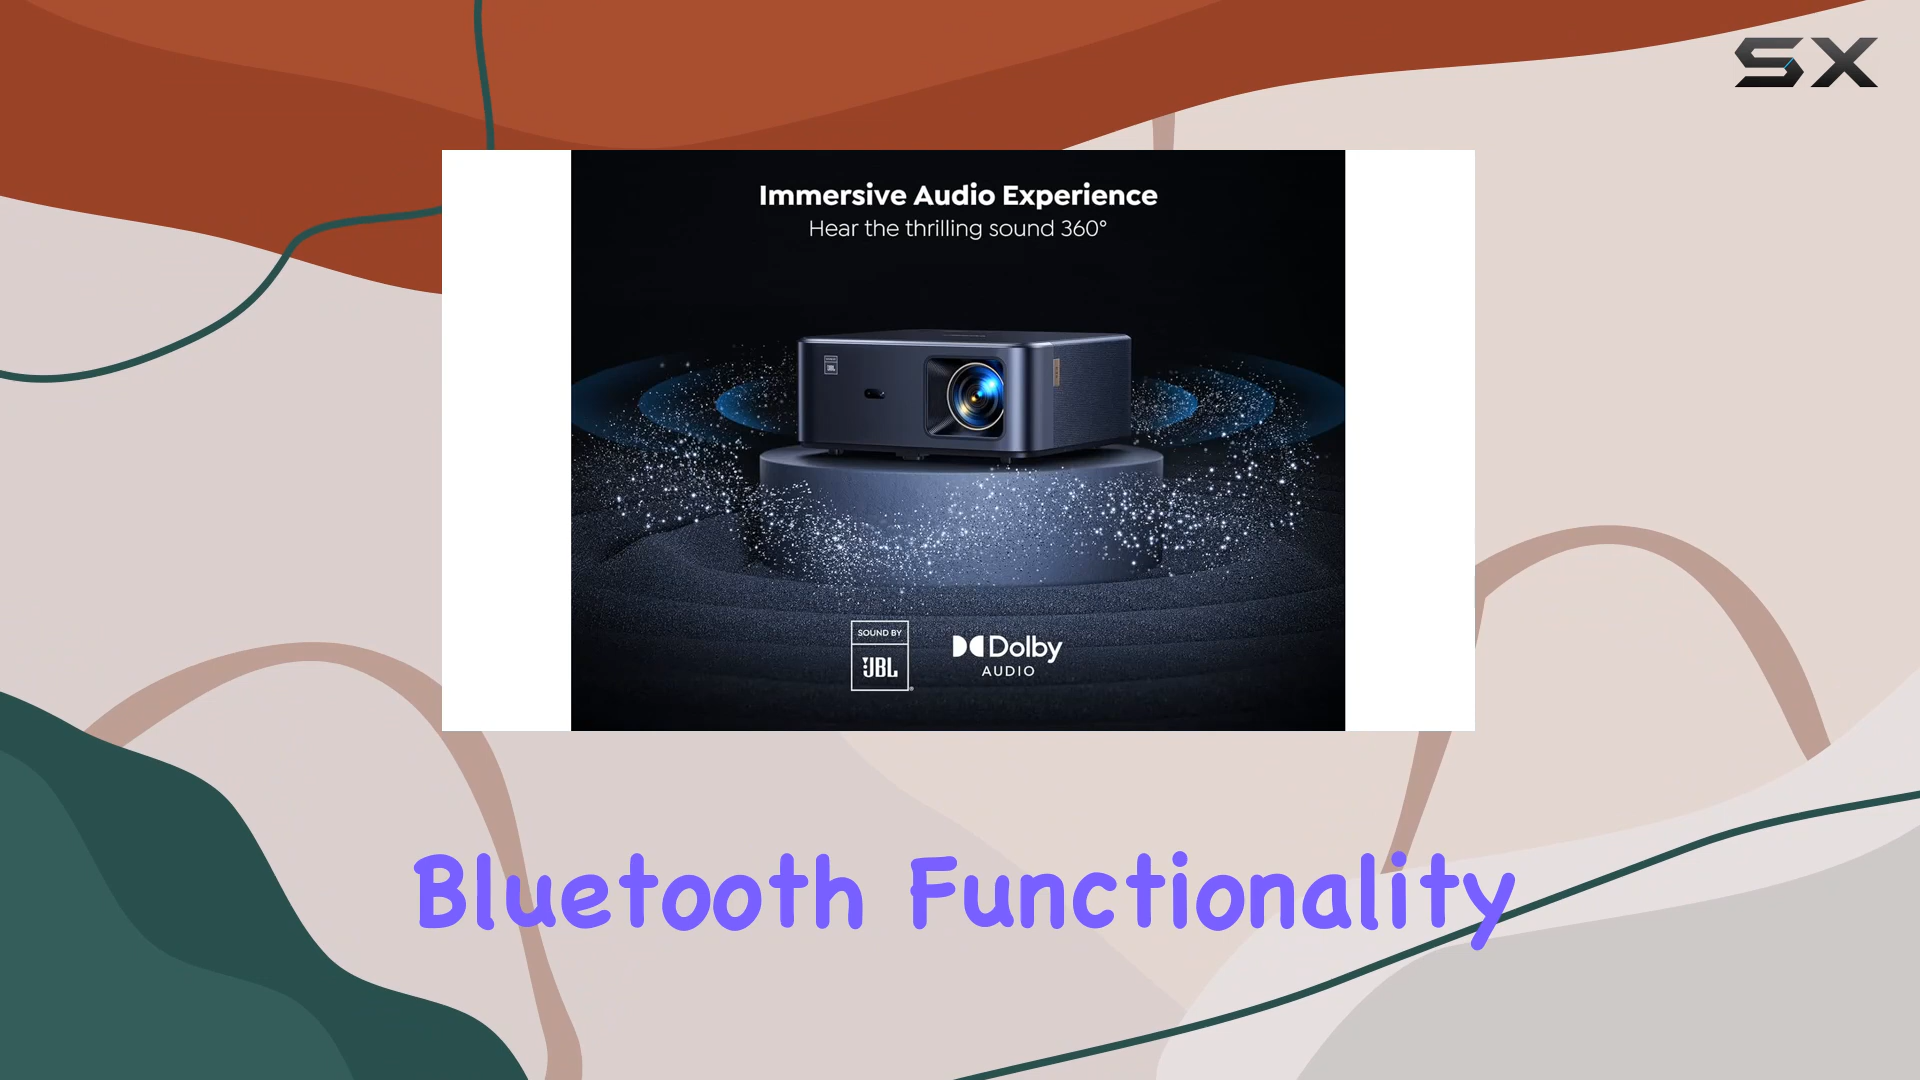 SX
Immersive Audio Experience
Hear the thrilling sound 360°
SOUND BY
JBL
Dolby
AUDIO
Bluetooth Functionality